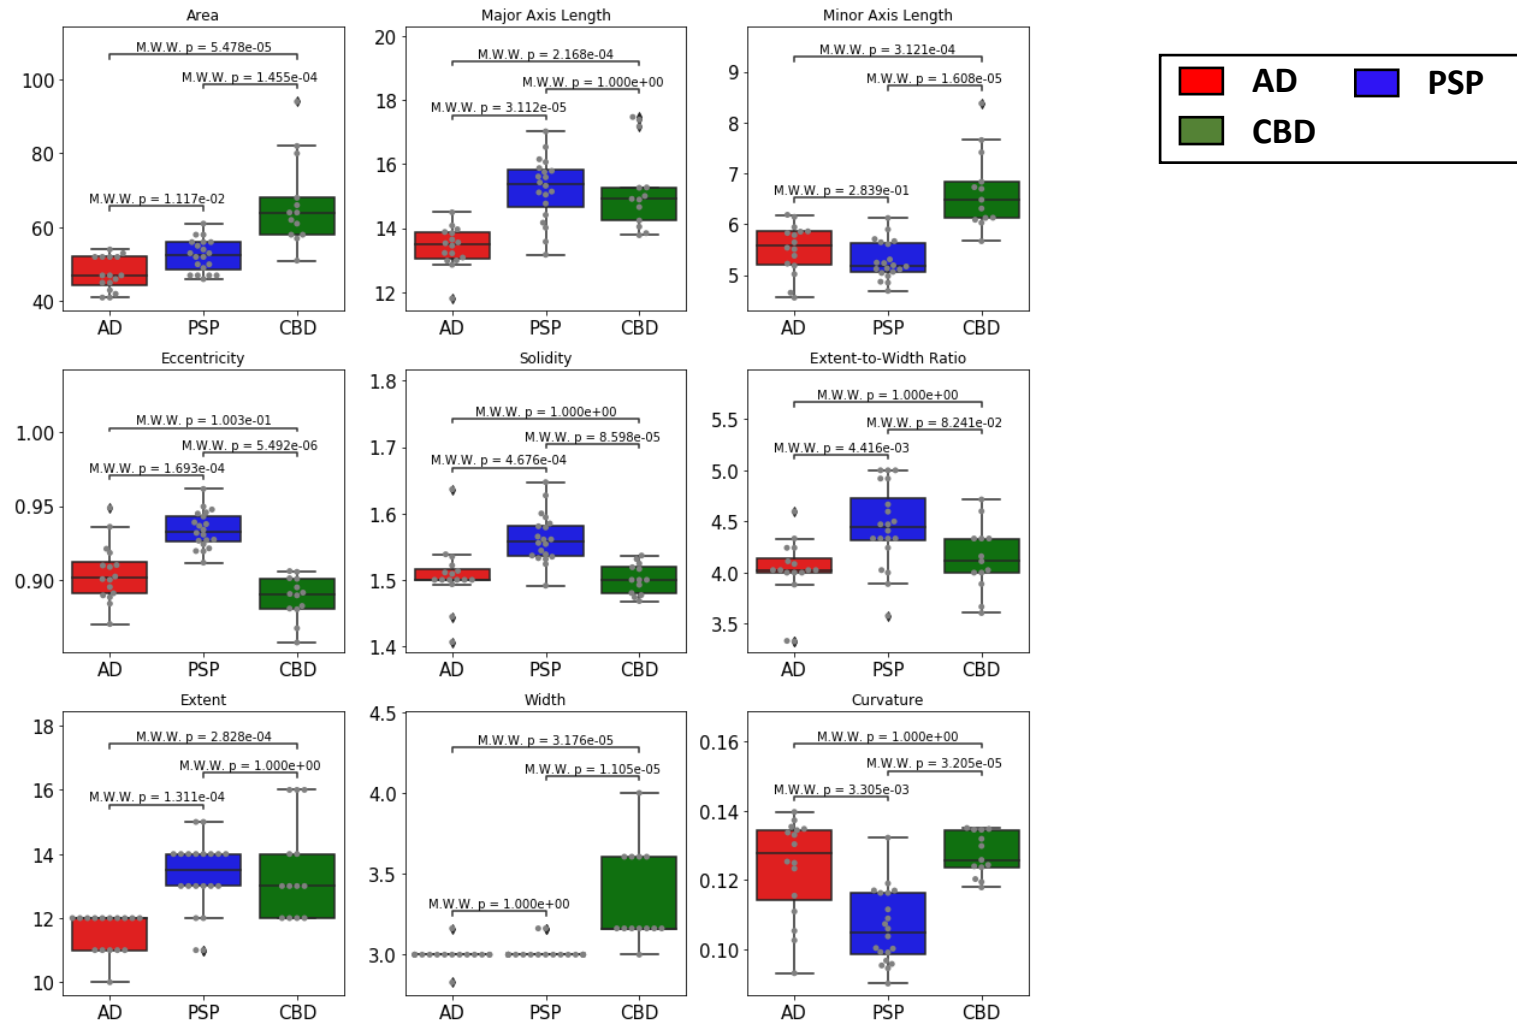 Area
M.W.W. p = 5.478e-05
M.W.W. p = 1.455e-04
M.W.W. p = 1.117e-02
100
80
60
40
AD PSP CBD
Major Axis Length
M.W.W. p = 2.168e-04
M.W.W. p = 1.000e+00
M.W.W. p = 3.112e-05
20
18
16
14
12
AD PSP CBD
Minor Axis Length
M.W.W. p = 3.121e-04
M.W.W. p = 1.608e-05
M.W.W. p = 2.839e-01
9
8
7
6
5
AD PSP CBD
AD PSP
CBD
Eccentricity
M.W.W. p = 1.003e-01
M.W.W. p = 5.492e-06
M.W.W. p = 1.693e-04
1.00
0.95
0.90
AD PSP CBD
Solidity
M.W.W. p = 1.000e+00
M.W.W. p = 8.598e-05
M.W.W. p = 4.676e-04
1.8
1.7
1.6
1.5
1.4
AD PSP CBD
Extent-to-Width Ratio
M.W.W. p = 1.000e+00
M.W.W. p = 8.241e-02
M.W.W. p = 4.416e-03
5.5
5.0
4.5
4.0
3.5
AD PSP CBD
Extent
M.W.W. p = 2.828e-04
M.W.W. p = 1.000e+00
M.W.W. p = 1.311e-04
18
16
14
12
10
AD PSP CBD
Width
M.W.W. p = 3.176e-05
M.W.W. p = 1.105e-05
M.W.W. p = 1.000e+00
4.5
4.0
3.5
3.0
AD PSP CBD
Curvature
M.W.W. p = 1.000e+00
M.W.W. p = 3.205e-05
M.W.W. p = 3.305e-03
0.16
0.14
0.12
0.10
AD PSP CBD